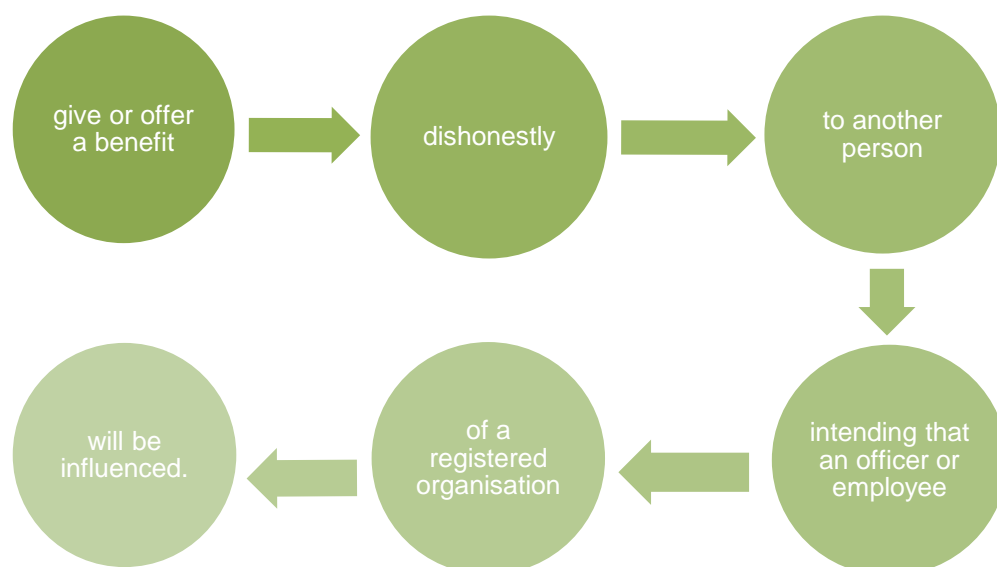 give or offer
a benefit
dishonestly
to another
person
intending that
an officer or
employee
of a
registered
organisation
will be
influenced.